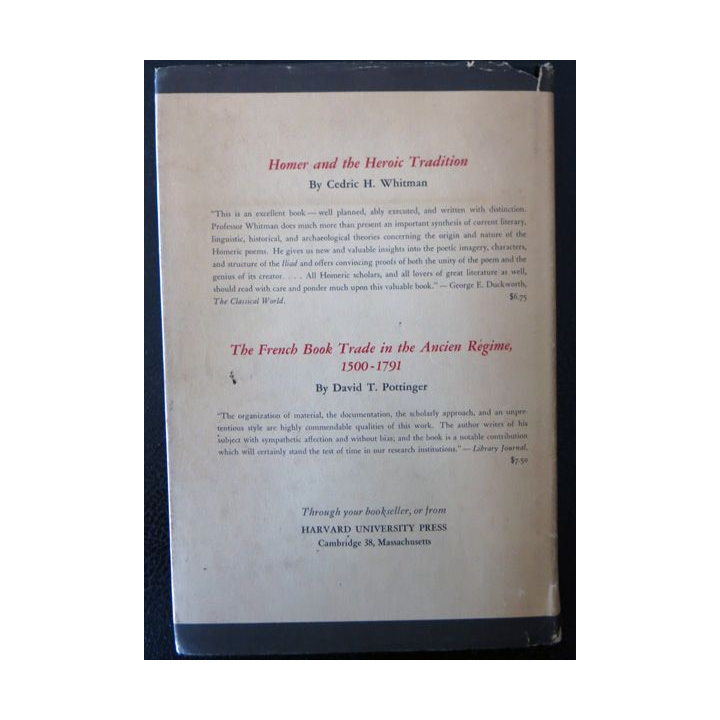 Homer and the Heroic Tradition
By Cedric H. Whitman
"This is an excellent book — well planned, ably executed, and written with distinction.
Professor Whitman does much more than present an important synthesis of current literary,
linguistic, historical, and archaeological theories concerning the origin and nature of the
Homeric poems. He gives us new and valuable insights into the poetic imagery, characters,
and structure of the Iliad and offers convincing proofs of both the unity of the poem and the
genius of its creator. . . . All Homeric scholars, and all lovers of great literature as well,
should read with care and ponder much upon this valuable book." — George E. Duckworth,
The Classical World.
$6.75
The French Book Trade in the Ancien Régime,
1500-1791
By David T. Pottinger
"The organization of material, the documentation, the scholarly approach, and an unpre-
tentious style are highly commendable qualities of this work. The author writes of his
subject with sympathetic affection and without bias; and the book is a notable contribution
which will certainly stand the test of time in our research institutions." — Library Journal.
$7.50
Through your bookseller, or from
HARVARD UNIVERSITY PRESS
Cambridge 38, Massachusetts